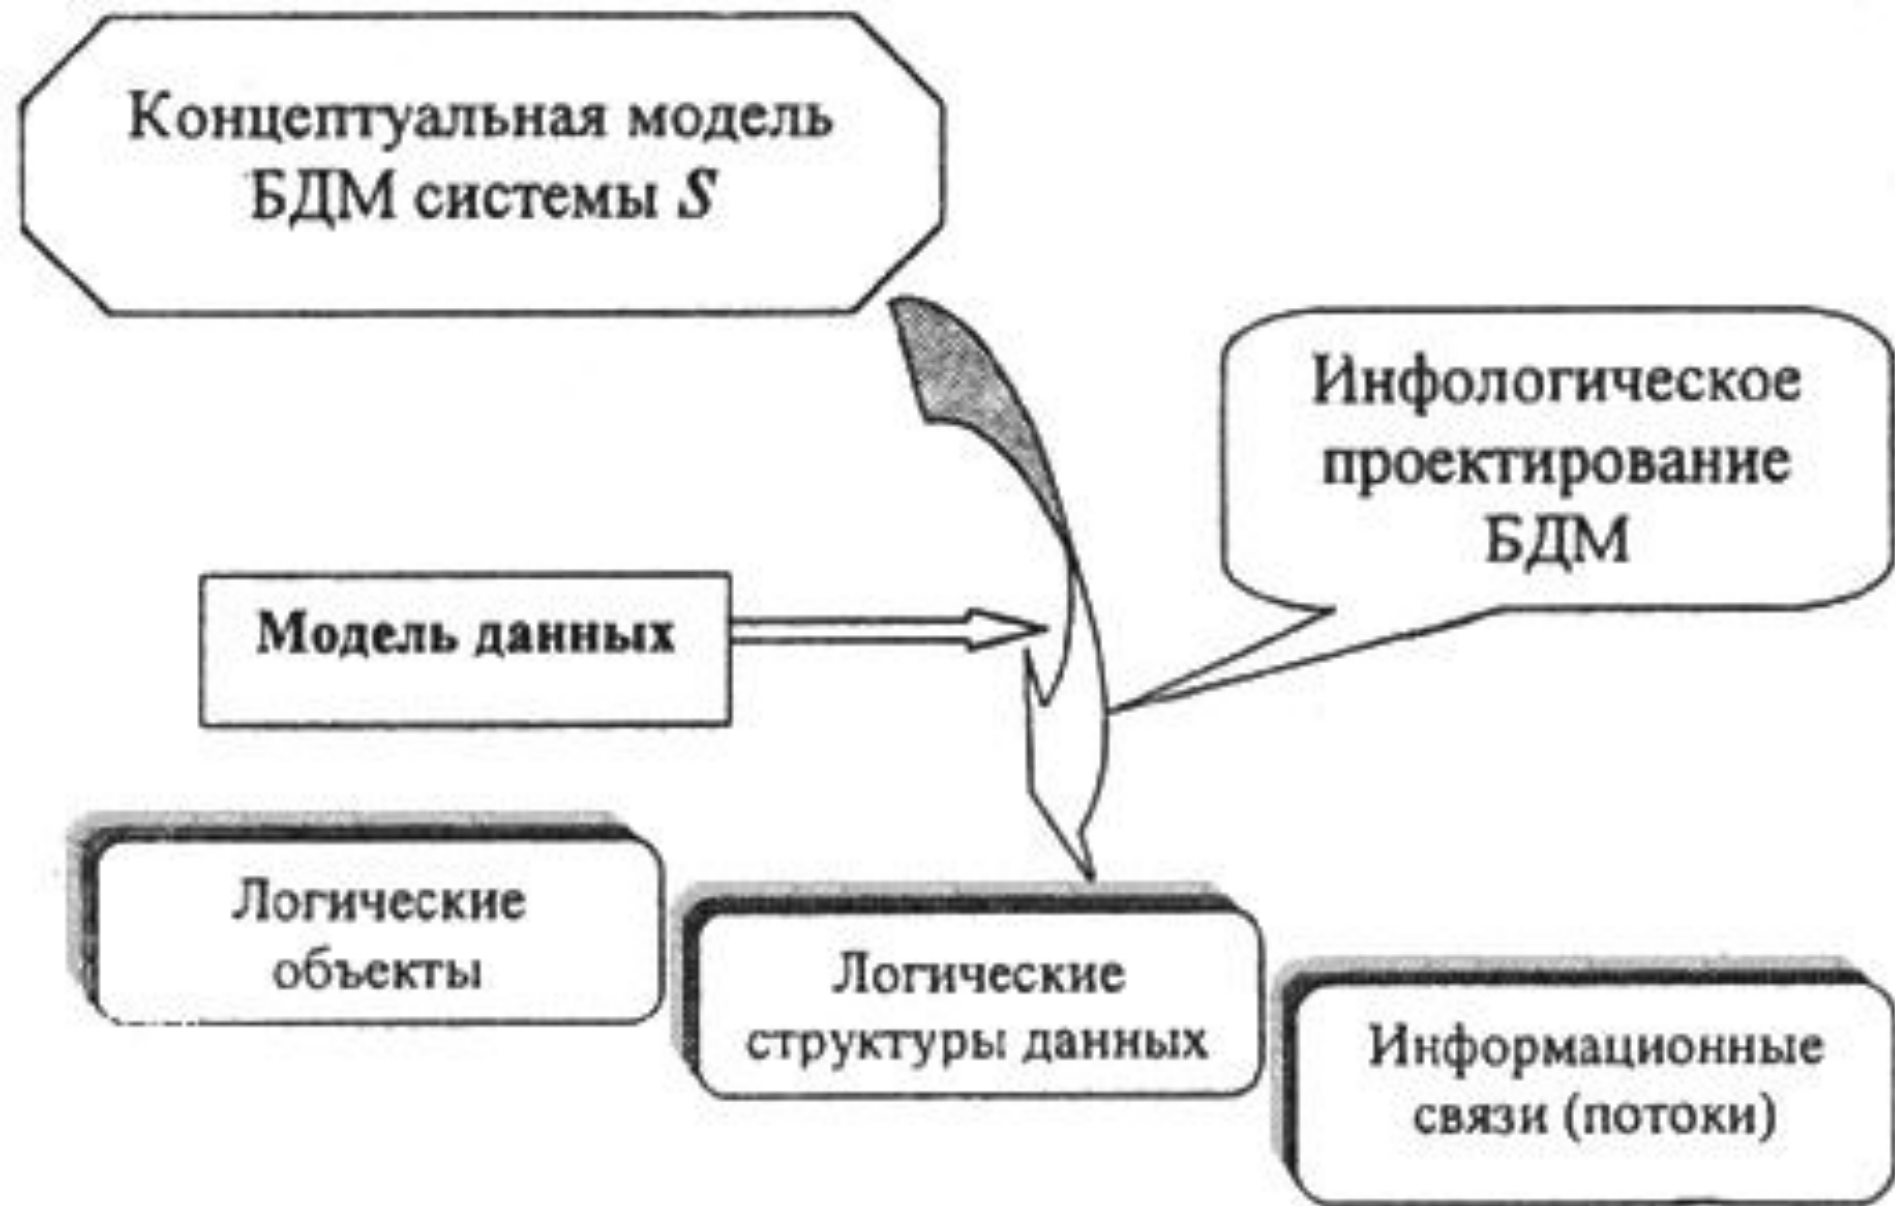 Концептуальная модель
БДМ системы S
Инфологическое
проектирование
БДМ
Модель данных
Логические
объекты
Логические
структуры данных
Информационные
связи (потоки)